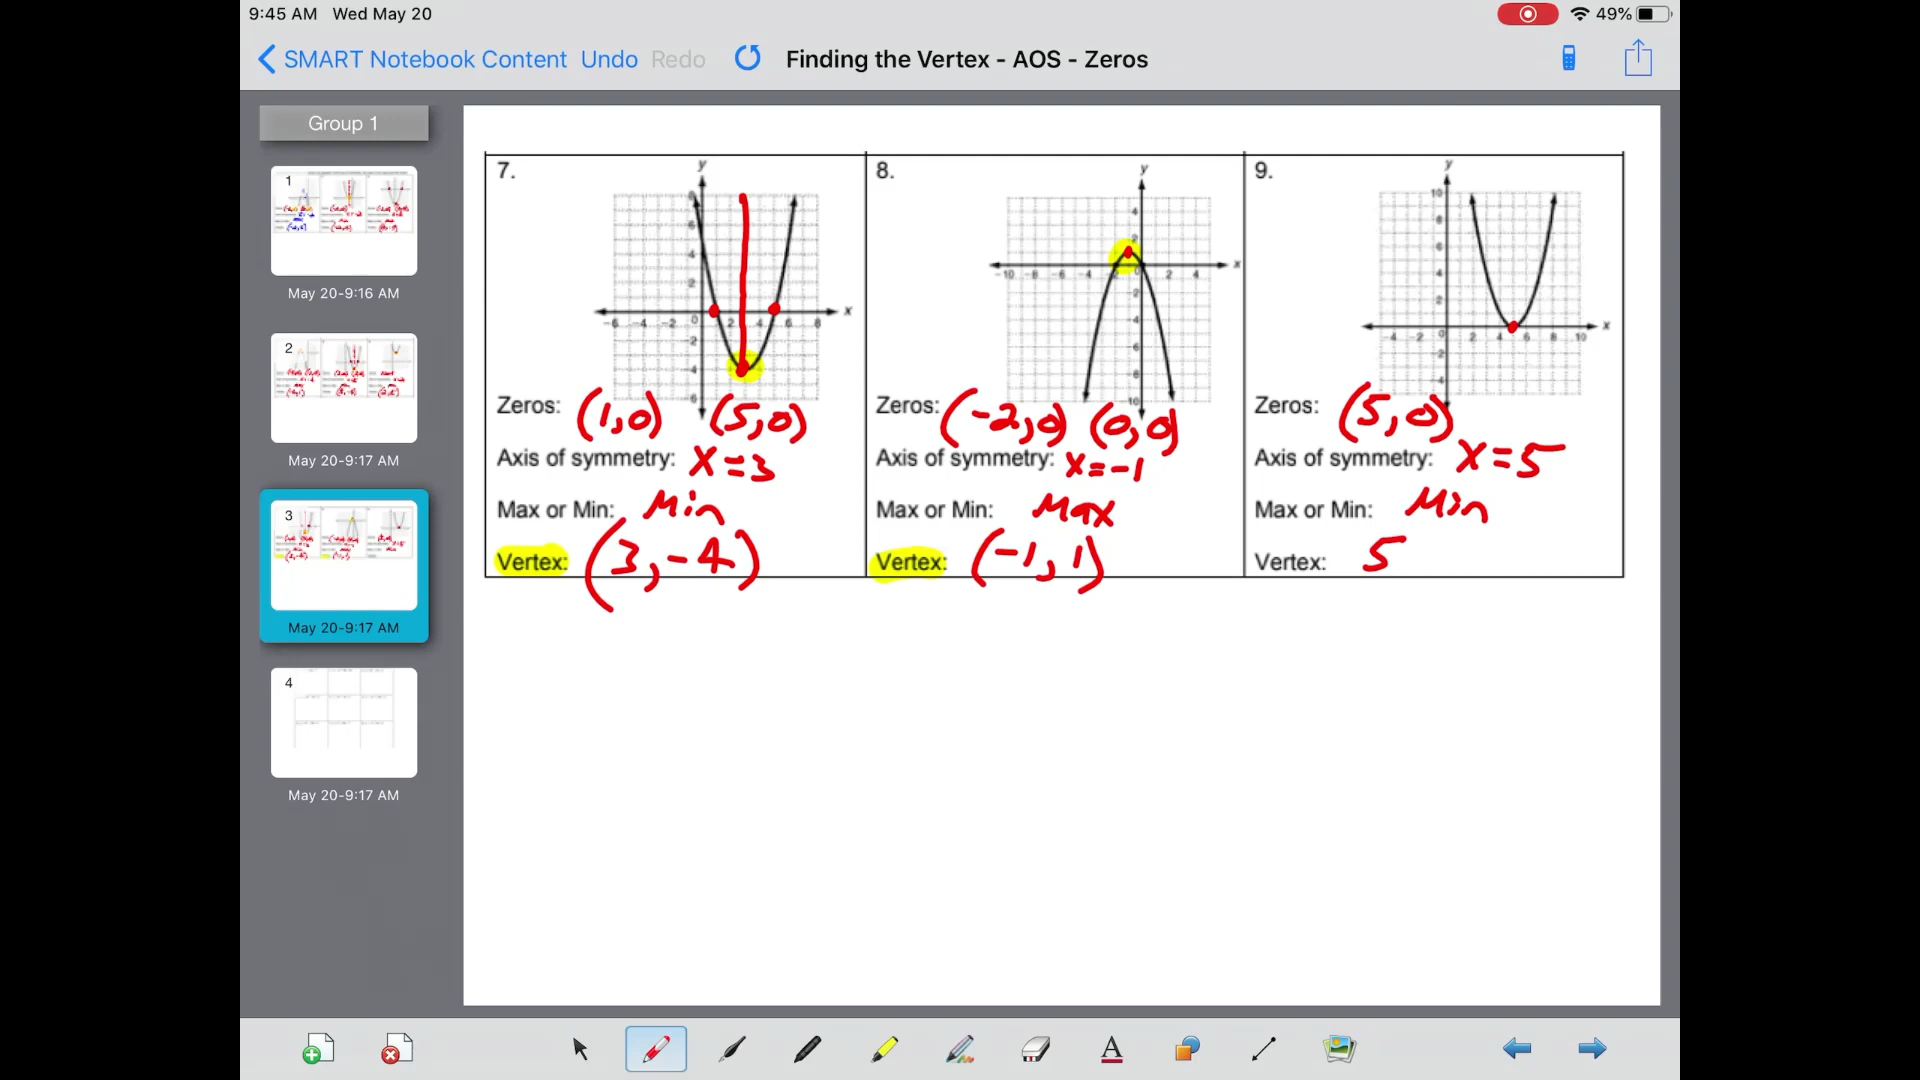 9:45 AM Wed May 20
49%
SMART Notebook Content Undo Redo Finding the Vertex - AOS - Zeros
Group 1
1
May 20-9:16 AM
2
May 20-9:17 AM
3
May 20-9:17 AM
4
May 20-9:17 AM
7.
y
x
Zeros: (1,0) (5,0)
Axis of symmetry: x=3
Max or Min: Min
Vertex: (3,-4)
8.
y
x
Zeros: (-2,0) (0,0)
Axis of symmetry: x=-1
Max or Min: Max
Vertex: (-1,1)
9.
y
x
Zeros: (5,0)
Axis of symmetry: x=5
Max or Min: Min
Vertex: 5